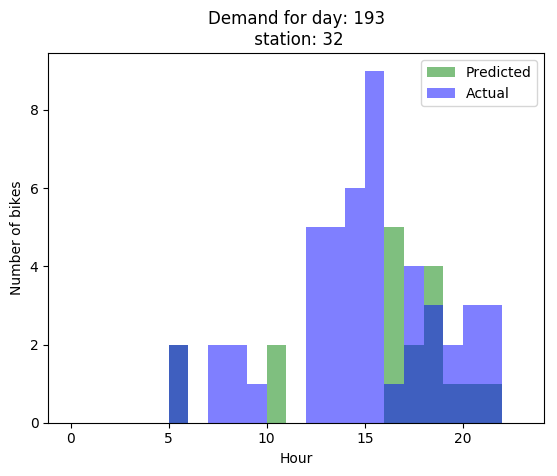 Demand for day: 193
station: 32
Predicted
Actual
Number of bikes
8
6
4
2
0
0 5 10 15 20
Hour